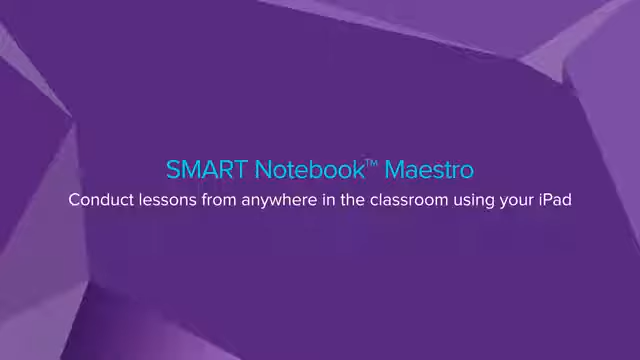 SMART Notebook™ Maestro
Conduct lessons from anywhere in the classroom using your iPad